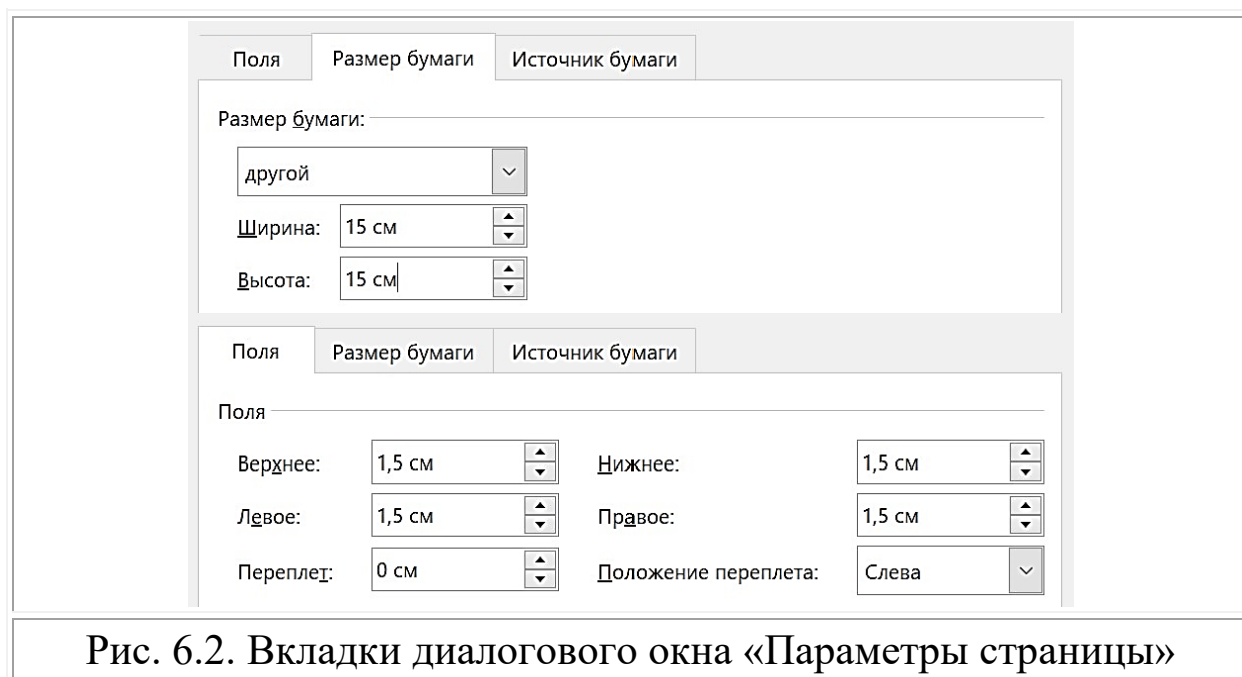 Поля Размер бумаги Источник бумаги
Размер бумаги:
другой
Ширина: 15 см
Высота: 15 см
Поля Размер бумаги Источник бумаги
Поля
Верхнее: 1,5 см Нижнее: 1,5 см
Левое: 1,5 см Правое: 1,5 см
Переплет: 0 см Положение переплета: Слева
Рис. 6.2. Вкладки диалогового окна «Параметры страницы»